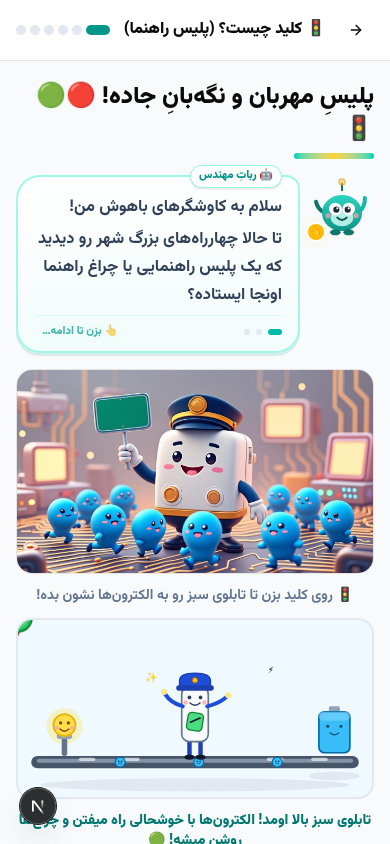 🚦 کلید چیست؟ (پلیس راهنما)
پلیسِ مهربان و نگه‌بانِ جاده! 🔴🟢
🚦
🤖 رباتِ مهندس
سلام به کاوشگرهای باهوش من!
تا حالا چهارراه‌های بزرگ شهر رو دیدید
که یک پلیس راهنمایی یا چراغ راهنما
اونجا ایستاده؟
👆 بزن تا ادامه...
🚦 روی کلید بزن تا تابلوی سبز رو به الکترون‌ها نشون بده!
تابلوی سبز بالا اومد! الکترون‌ها با خوشحالی راه میفتن و
روشن میشه! 🟢
N